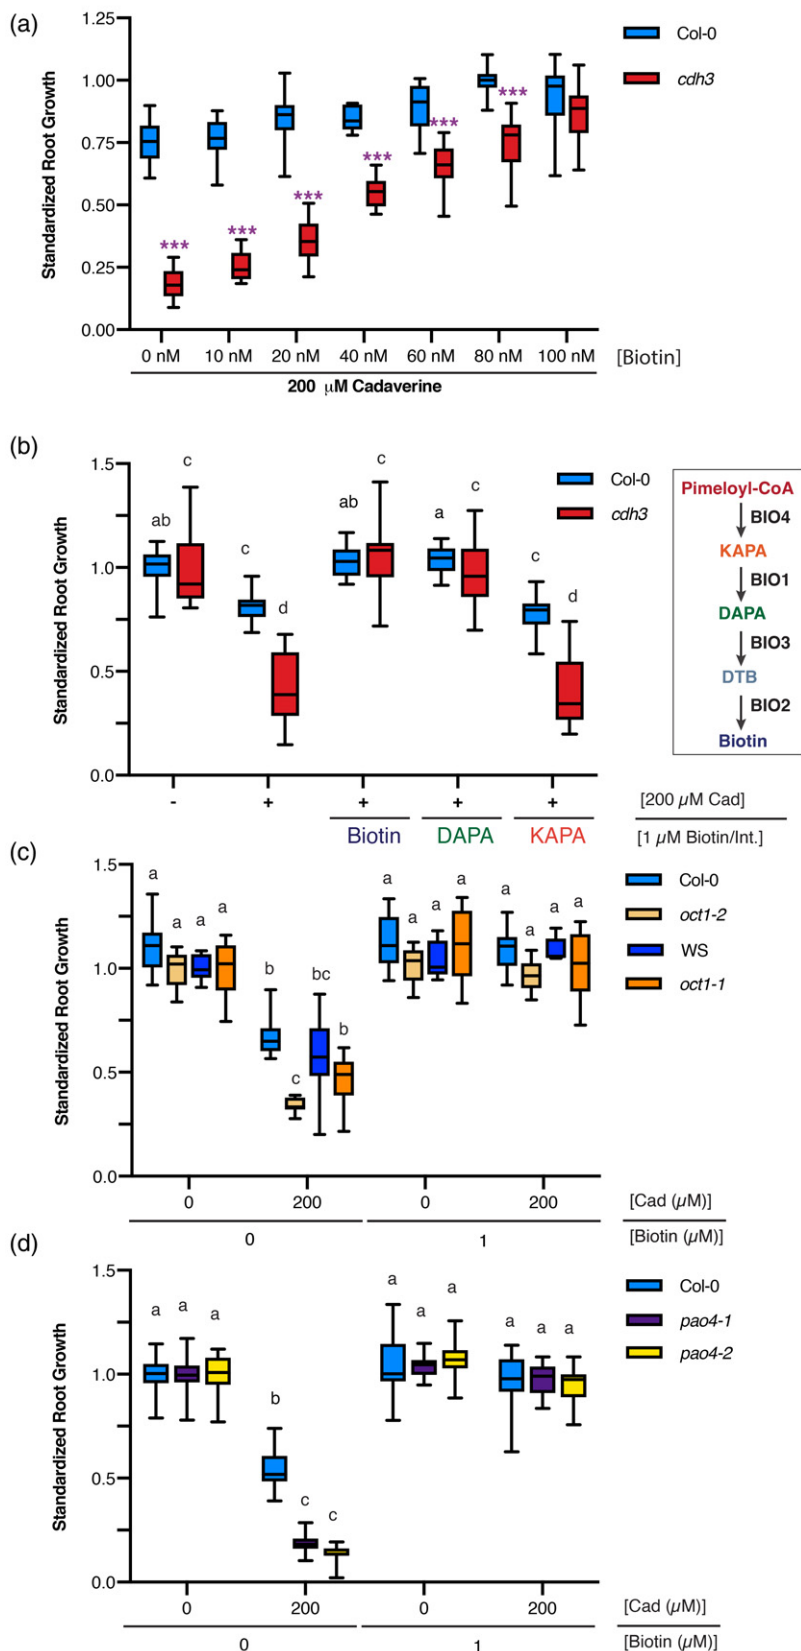 (a)
1.25
1.00
0.75
0.50
0.25
0.00
Standardized Root Growth
Col-0
cdh3
***
***
***
***
***
***
0 nM 10 nM 20 nM 40 nM 60 nM 80 nM 100 nM [Biotin]
200 μM Cadaverine
(b)
1.5
1.0
0.5
0.0
Standardized Root Growth
ab c c d ab c a c c d
Col-0
cdh3
Pimeloyl-CoA
BIO4
KAPA
BIO1
DAPA
BIO3
DTB
BIO2
Biotin
- + + + + [200 μM Cad]
Biotin DAPA KAPA [1 μM Biotin/Int.]
(c)
1.5
1.0
0.5
0.0
Standardized Root Growth
a a a a b c bc b a a a a a a a a
Col-0
oct1-2
WS
oct1-1
0 200 0 200 [Cad (μM)]
0 1 [Biotin (μM)]
(d)
1.5
1.0
0.5
0.0
Standardized Root Growth
a a a b c c a a a a a a
Col-0
pao4-1
pao4-2
0 200 0 200 [Cad (μM)]
0 1 [Biotin (μM)]